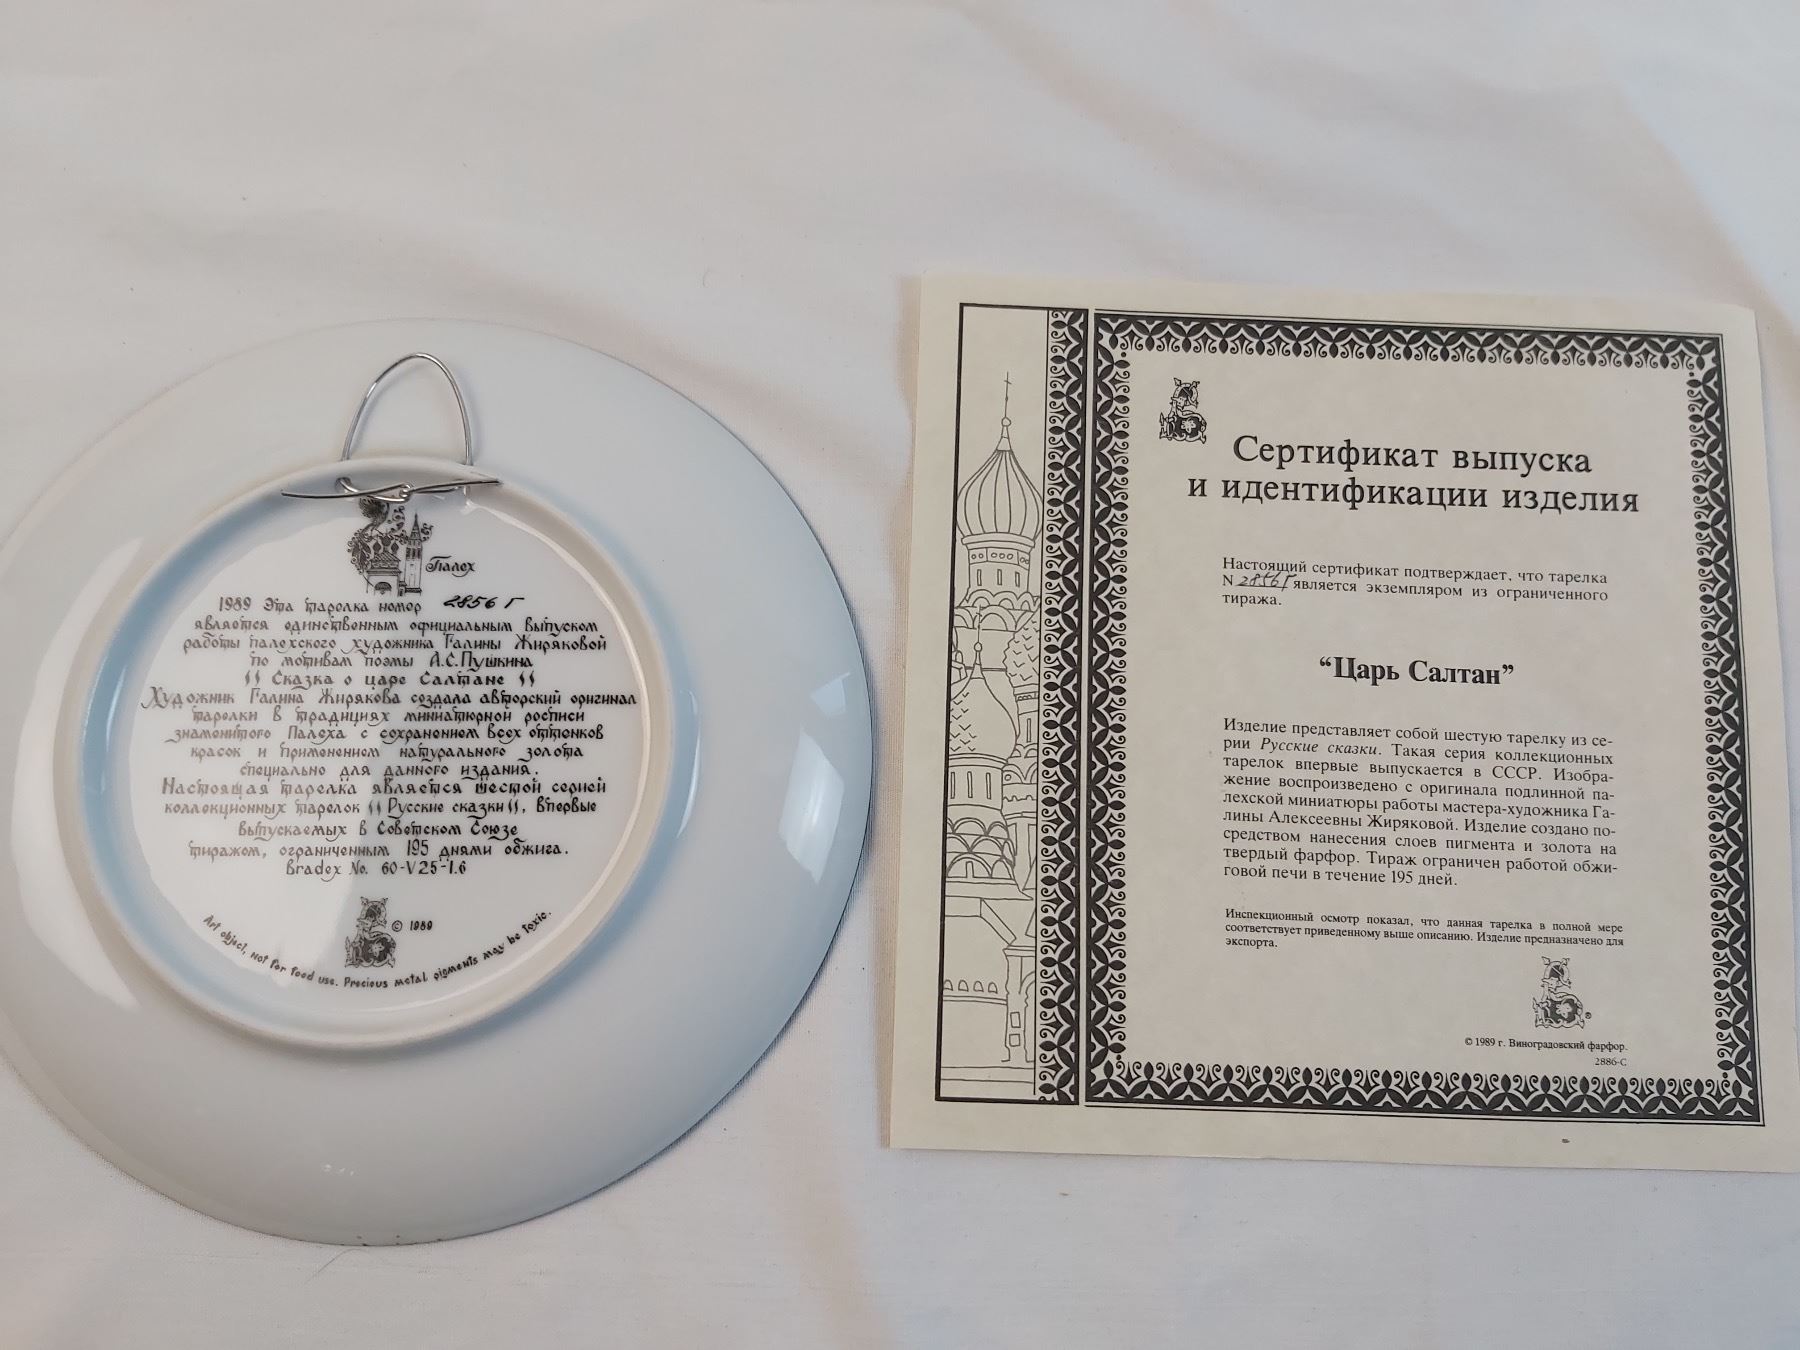 Палех
1989 Эта тарелка номер 2856 Г
является единственным официальным выпуском
работы палехского художника Галины Жиряковой
по мотивам поэмы А.С.Пушкина
"Сказка о царе Салтане"
Художник Галина Жирякова создала авторский оригинал
тарелки в традициях миниатюрной росписи
знаменитого Палеха с сохранением всех оттенков
красок и применением натурального золота
специально для данного издания.
Настоящая тарелка является шестой серией
коллекционных тарелок "Русские сказки", впервые
выпускаемых в Советском Союзе
тиражом, ограниченным 195 днями обжига.
Bradex No. 60-V25-1.6
© 1989
Art object, not for food use. Precious metal pigments may be toxic.
Сертификат выпуска
и идентификации изделия
Настоящий сертификат подтверждает, что тарелка
N 2856Г является экземпляром из ограниченного
тиража.
“Царь Салтан”
Изделие представляет собой шестую тарелку из се-
рии Русские сказки. Такая серия коллекционных
тарелок впервые выпускается в СССР. Изобра-
жение воспроизведено с оригинала подлинной па-
лехской миниатюры работы мастера-художника Га-
лины Алексеевны Жиряковой. Изделие создано по-
средством нанесения слоев пигмента и золота на
твердый фарфор. Тираж ограничен работой обжи-
говой печи в течение 195 дней.
Инспекционный осмотр показал, что данная тарелка в полной мере
соответствует приведенному выше описанию. Изделие предназначено для
экспорта.
®
© 1989 г. Виноградовский фарфор.
2886-C